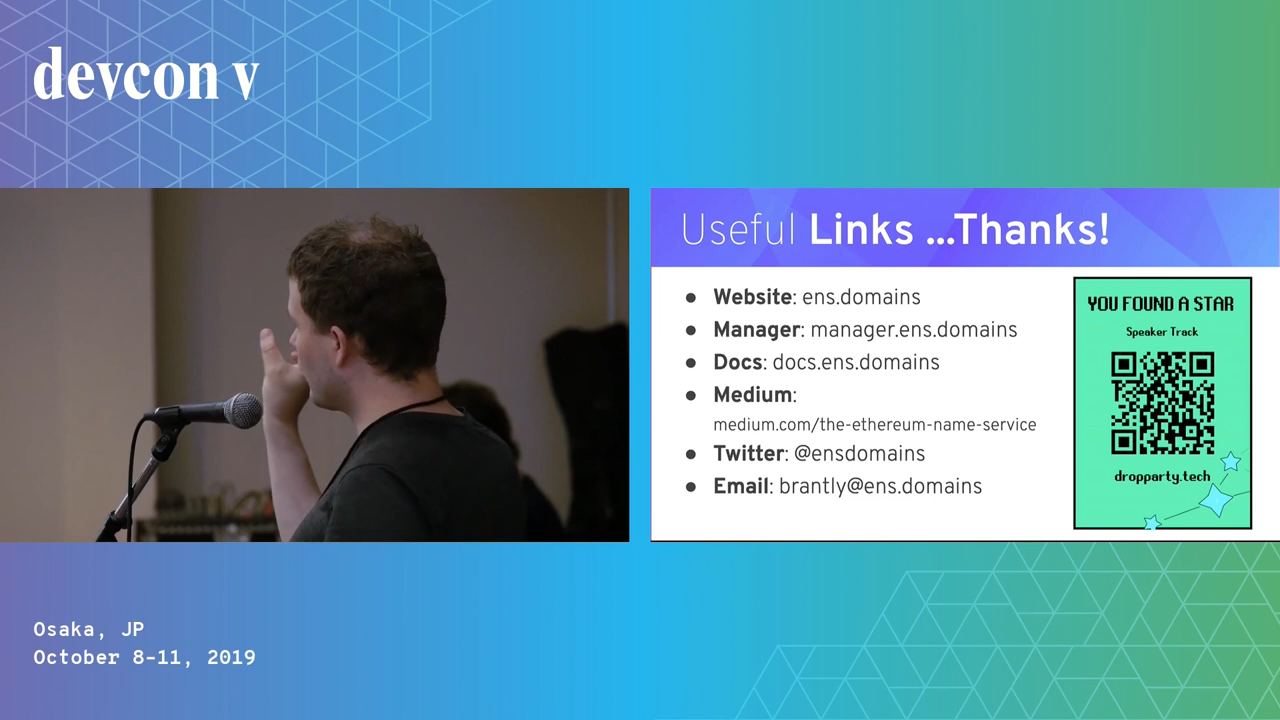 devcon v
Useful Links ...Thanks!
● Website: ens.domains
● Manager: manager.ens.domains
● Docs: docs.ens.domains
● Medium:
medium.com/the-ethereum-name-service
● Twitter: @ensdomains
● Email: brantly@ens.domains
YOU FOUND A STAR
Speaker Track
dropparty.tech
Osaka, JP
October 8-11, 2019